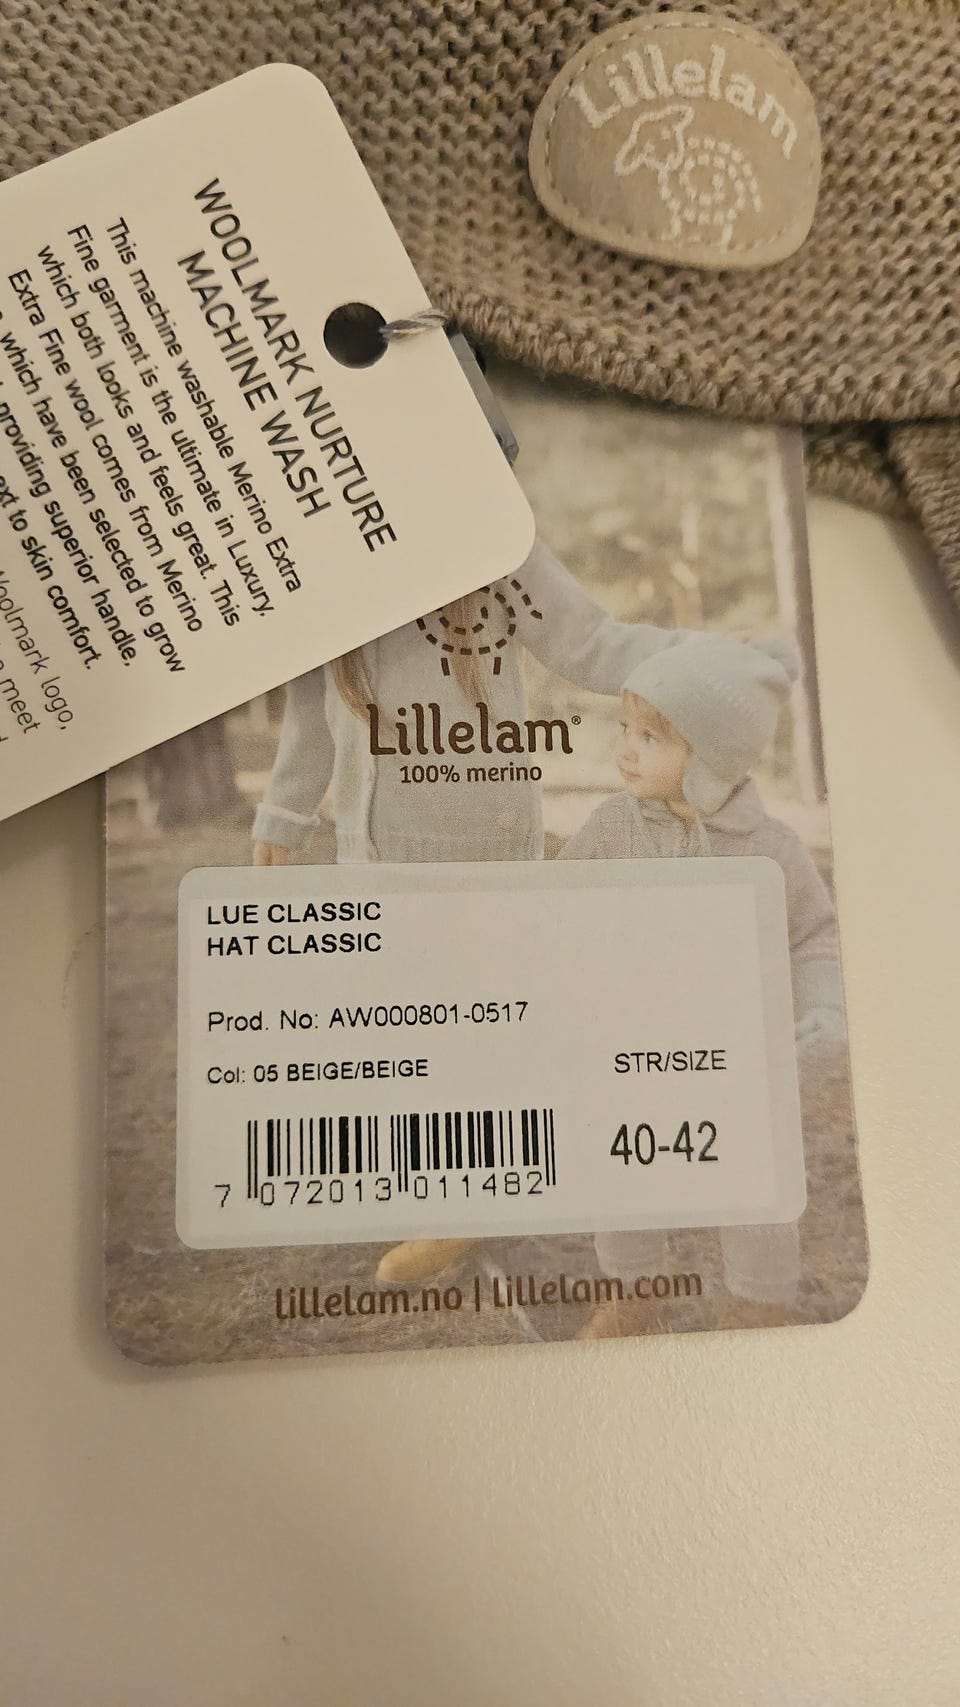 Lillelam
WOOLMARK NURTURE
MACHINE WASH
This machine washable Merino Extra
Fine garment is the ultimate in Luxury,
which both looks and feels great. This
Extra Fine wool comes from Merino
which have been selected to grow
providing superior handle,
to skin comfort.
Woolmark logo,
meet
Lillelam®
100% merino
LUE CLASSIC
HAT CLASSIC
Prod. No: AW000801-0517
Col: 05 BEIGE/BEIGE
STR/SIZE
40-42
7 072013 011482
lillelam.no | lillelam.com